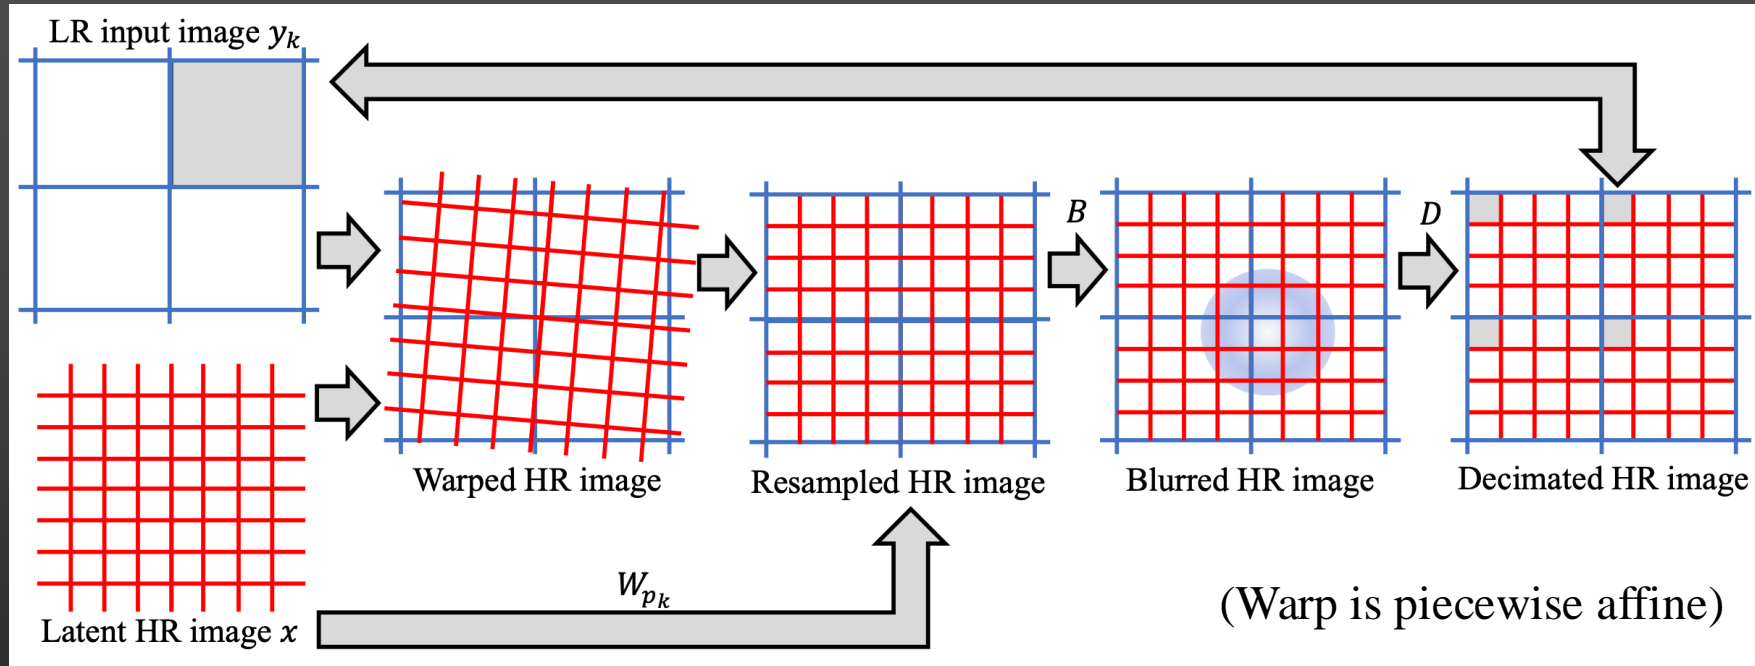 LR input image yₖ
B
D
Warped HR image
Resampled HR image
Blurred HR image
Decimated HR image
W_{p_k}
(Warp is piecewise affine)
Latent HR image x